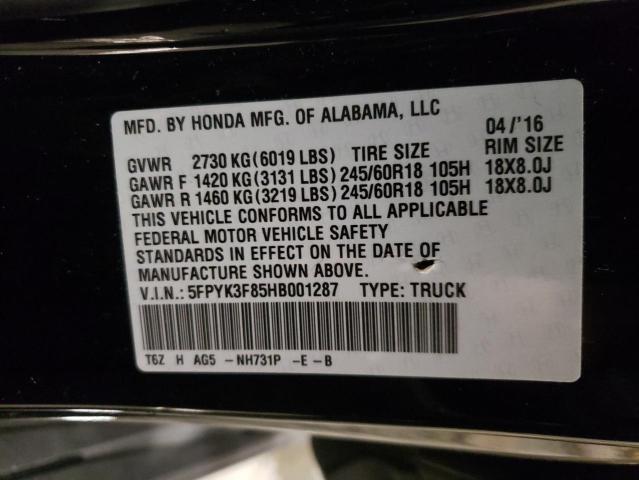 MFD. BY HONDA MFG. OF ALABAMA, LLC
04/'16
GVWR 2730 KG(6019 LBS) TIRE SIZE RIM SIZE
GAWR F 1420 KG(3131 LBS) 245/60R18 105H 18X8.0J
GAWR R 1460 KG(3219 LBS) 245/60R18 105H 18X8.0J
THIS VEHICLE CONFORMS TO ALL APPLICABLE
FEDERAL MOTOR VEHICLE SAFETY
STANDARDS IN EFFECT ON THE DATE OF
MANUFACTURE SHOWN ABOVE.
V.I.N.:5FPYK3F85HB001287 TYPE:TRUCK
T6Z H AG5 -NH731P -E -B